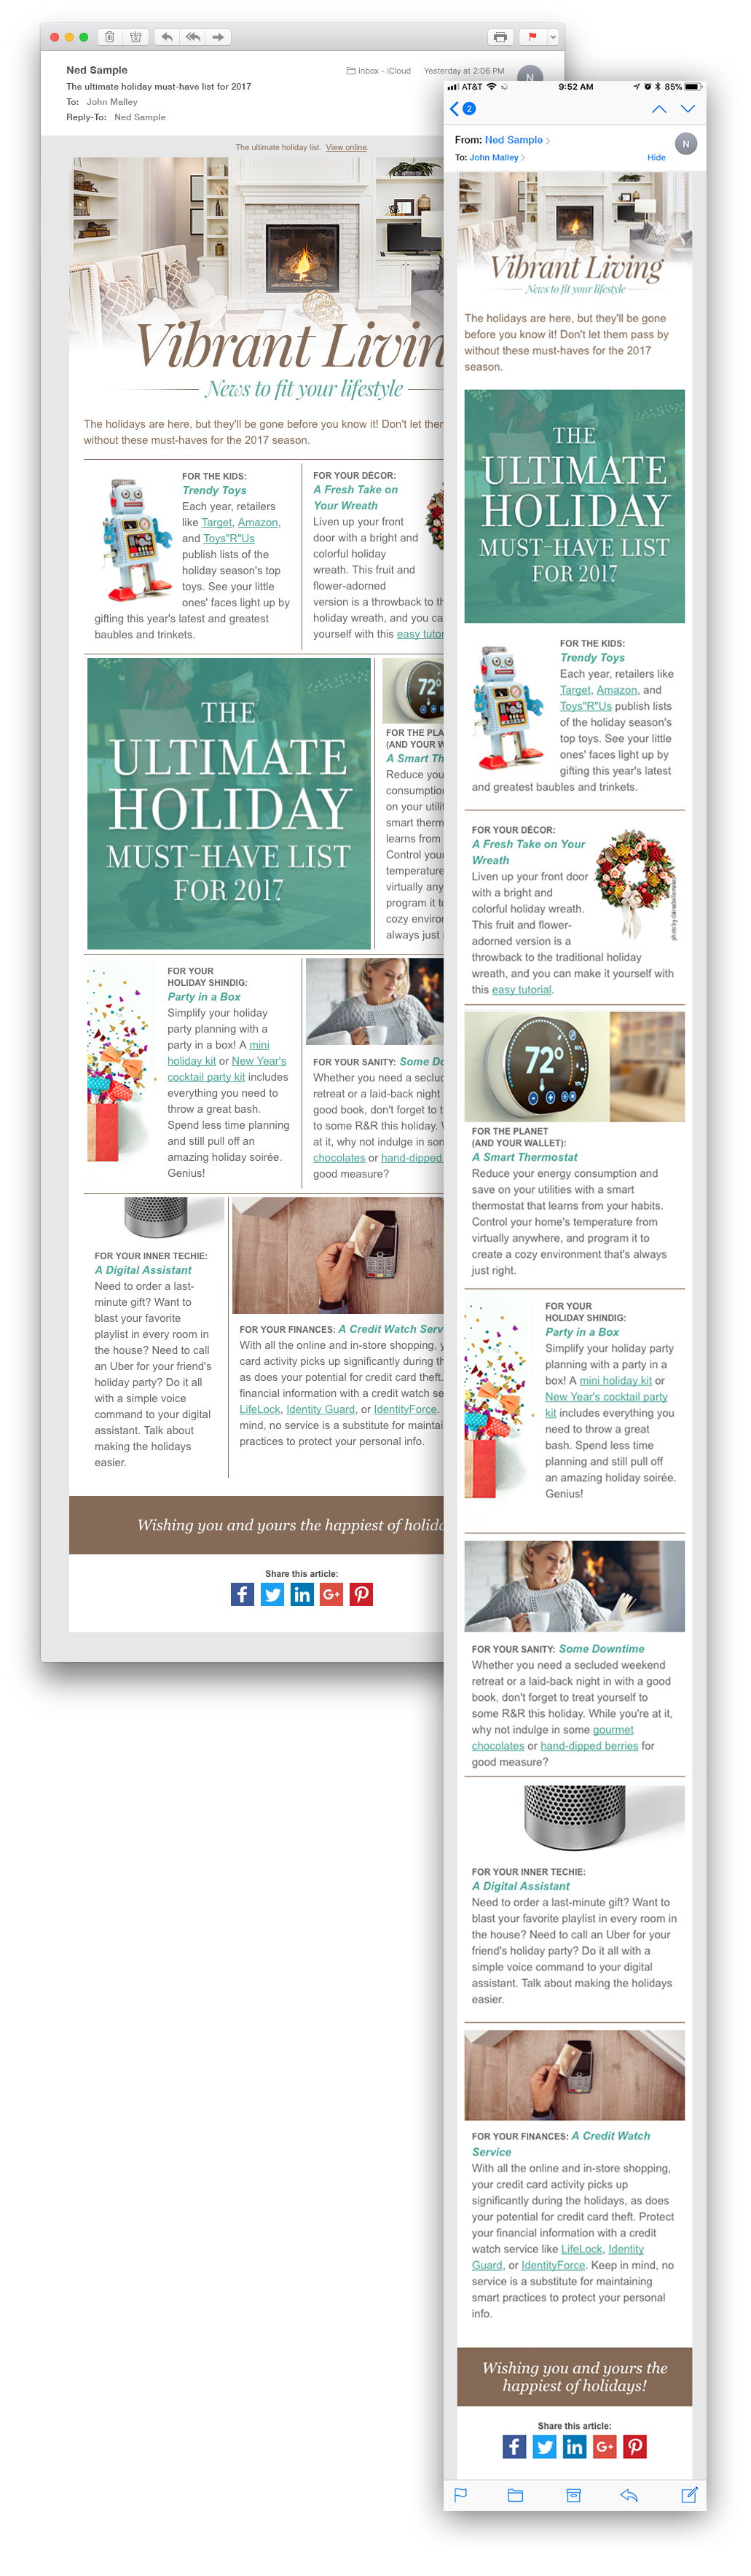 Ned Sample
Inbox - iCloud Yesterday at 2:06 PM
N
The ultimate holiday must-have list for 2017
To: John Malley
Reply-To: Ned Sample
The ultimate holiday list. View online.
Vibrant Livin
News to fit your lifestyle
The holidays are here, but they'll be gone before you know it! Don't let ther
without these must-haves for the 2017 season.
FOR THE KIDS:
Trendy Toys
Each year, retailers
like Target, Amazon,
and Toys"R"Us
publish lists of the
holiday season's top
toys. See your little
ones' faces light up by
gifting this year's latest and greatest
baubles and trinkets.
FOR YOUR DÉCOR:
A Fresh Take on
Your Wreath
Liven up your front
door with a bright and
colorful holiday
wreath. This fruit and
flower-adorned
version is a throwback to th
holiday wreath, and you ca
yourself with this easy tutor
THE
ULTIMATE
HOLIDAY
MUST-HAVE LIST
FOR 2017
72°
FOR THE PLA
(AND YOUR W
A Smart Th
Reduce you
consumption
on your utilit
smart therm
learns from
Control your
temperature
virtually any
program it to
cozy environ
always just
FOR YOUR
HOLIDAY SHINDIG:
Party in a Box
Simplify your holiday
party planning with a
party in a box! A mini
holiday kit or New Year's
cocktail party kit includes
everything you need to
throw a great bash.
Spend less time planning
and still pull off an
amazing holiday soirée.
Genius!
FOR YOUR SANITY: Some Do
Whether you need a secluc
retreat or a laid-back night
good book, don't forget to t
to some R&R this holiday. W
at it, why not indulge in son
chocolates or hand-dipped
good measure?
FOR YOUR INNER TECHIE:
A Digital Assistant
Need to order a last-
minute gift? Want to
blast your favorite
playlist in every room in
the house? Need to call
an Uber for your friend's
holiday party? Do it all
with a simple voice
command to your digital
assistant. Talk about
making the holidays
easier.
FOR YOUR FINANCES: A Credit Watch Serv
With all the online and in-store shopping, y
card activity picks up significantly during th
as does your potential for credit card theft.
financial information with a credit watch se
LifeLock, Identity Guard, or IdentityForce.
mind, no service is a substitute for maintai
practices to protect your personal info.
Wishing you and yours the happiest of holida
Share this article:
f in G+
AT&T 9:52 AM 85%
2
From: Ned Sample
N
To: John Malley Hide
Vibrant Living
News to fit your lifestyle
The holidays are here, but they'll be gone
before you know it! Don't let them pass by
without these must-haves for the 2017
season.
THE
ULTIMATE
HOLIDAY
MUST-HAVE LIST
FOR 2017
FOR THE KIDS:
Trendy Toys
Each year, retailers like
Target, Amazon, and
Toys"R"Us publish lists
of the holiday season's
top toys. See your little
ones' faces light up by
gifting this year's latest
and greatest baubles and trinkets.
FOR YOUR DÉCOR:
A Fresh Take on Your
Wreath
Liven up your front door
with a bright and
colorful holiday wreath.
This fruit and flower-
adorned version is a
throwback to the traditional holiday
wreath, and you can make it yourself with
this easy tutorial.
72°
FOR THE PLANET
(AND YOUR WALLET):
A Smart Thermostat
Reduce your energy consumption and
save on your utilities with a smart
thermostat that learns from your habits.
Control your home's temperature from
virtually anywhere, and program it to
create a cozy environment that's always
just right.
FOR YOUR
HOLIDAY SHINDIG:
Party in a Box
Simplify your holiday party
planning with a party in a
box! A mini holiday kit or
New Year's cocktail party
kit includes everything you
need to throw a great
bash. Spend less time
planning and still pull off
an amazing holiday soirée.
Genius!
FOR YOUR SANITY: Some Downtime
Whether you need a secluded weekend
retreat or a laid-back night in with a good
book, don't forget to treat yourself to
some R&R this holiday. While you're at it,
why not indulge in some gourmet
chocolates or hand-dipped berries for
good measure?
FOR YOUR INNER TECHIE:
A Digital Assistant
Need to order a last-minute gift? Want to
blast your favorite playlist in every room in
the house? Need to call an Uber for your
friend's holiday party? Do it all with a
simple voice command to your digital
assistant. Talk about making the holidays
easier.
FOR YOUR FINANCES: A Credit Watch
Service
With all the online and in-store shopping,
your credit card activity picks up
significantly during the holidays, as does
your potential for credit card theft. Protect
your financial information with a credit
watch service like LifeLock, Identity
Guard, or IdentityForce. Keep in mind, no
service is a substitute for maintaining
smart practices to protect your personal
info.
Wishing you and yours the
happiest of holidays!
Share this article:
f in G+